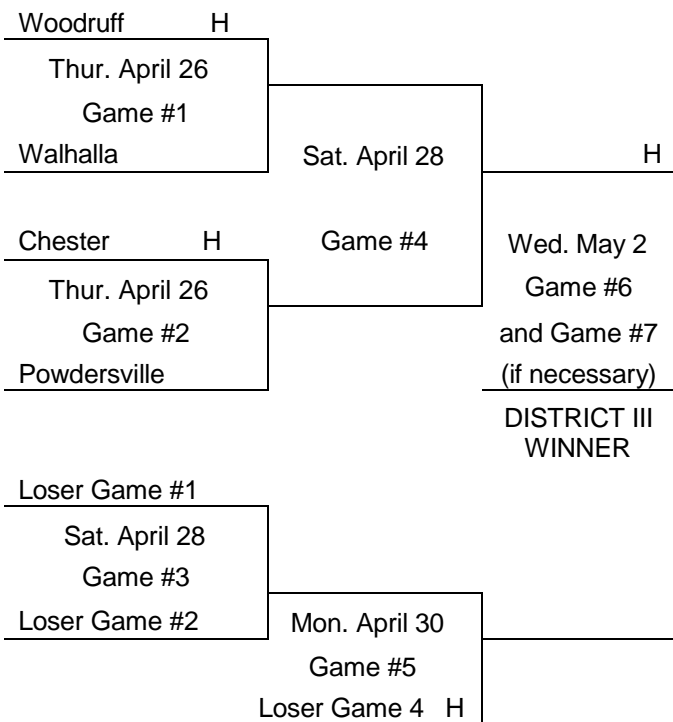 Woodruff H
Thur. April 26
Game #1
Walhalla
Sat. April 28
H
Chester H
Game #4
Wed. May 2
Thur. April 26
Game #6
Game #2
and Game #7
Powdersville
(if necessary)
DISTRICT III
WINNER
Loser Game #1
Sat. April 28
Game #3
Loser Game #2
Mon. April 30
Game #5
Loser Game 4 H